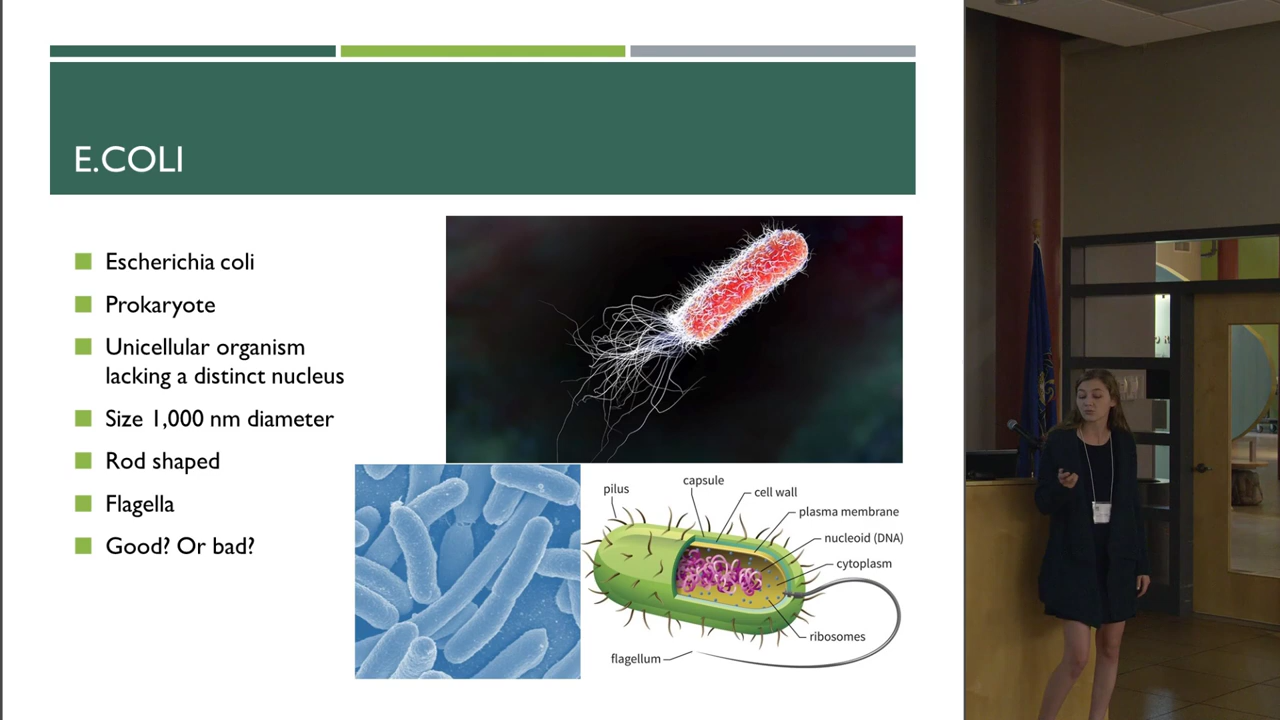 E.COLI
Escherichia coli
Prokaryote
Unicellular organism
lacking a distinct nucleus
Size 1,000 nm diameter
Rod shaped
Flagella
Good? Or bad?
pilus
capsule
cell wall
plasma membrane
nucleoid (DNA)
cytoplasm
ribosomes
flagellum